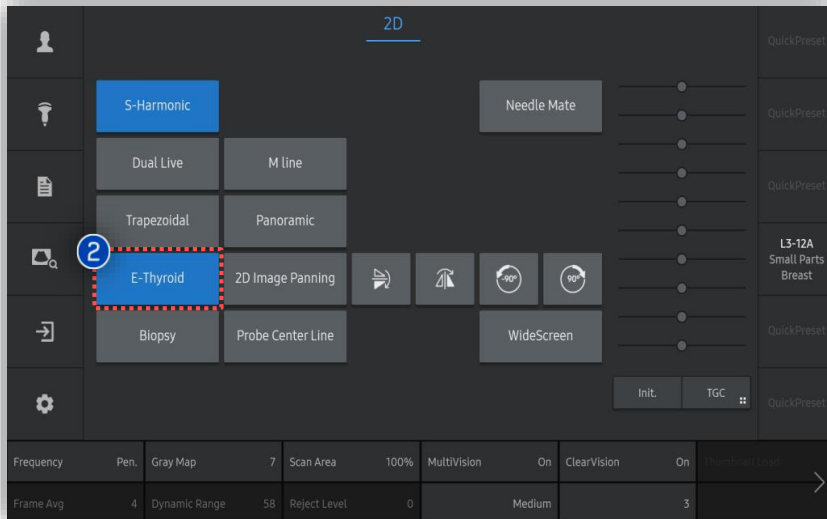 2D
QuickPreset
S-Harmonic
Needle Mate
QuickPreset
Dual Live
M line
QuickPreset
Trapezoidal
Panoramic
2
L3-12A
Small Parts
Breast
E-Thyroid
2D Image Panning
-90°
90°
Biopsy
Probe Center Line
WideScreen
QuickPreset
Init.
TGC
QuickPreset
Frequency Pen.
Gray Map 7
Scan Area 100%
MultiVision On
ClearVision On
Thumbnail Load
Frame Avg 4
Dynamic Range 58
Reject Level 0
Medium
3